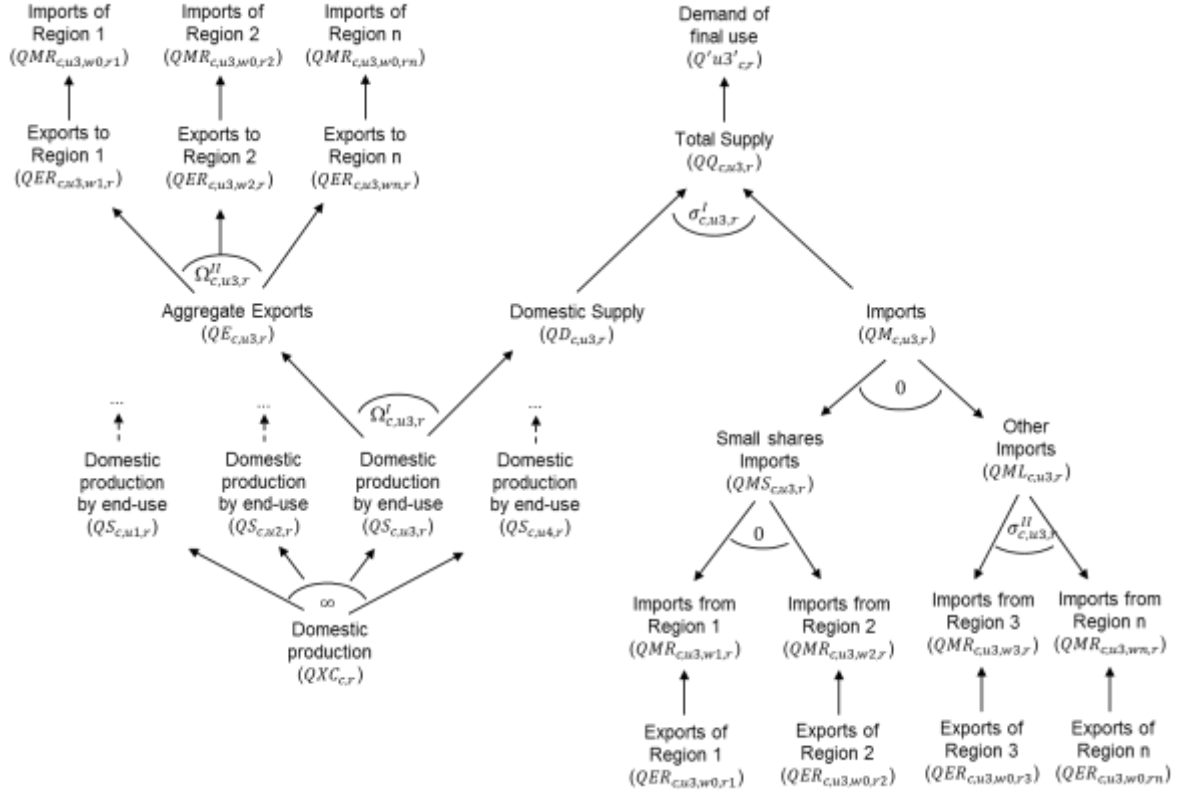 Imports of
Region 1
(QMR_{c,u3,w0,r1})
Imports of
Region 2
(QMR_{c,u3,w0,r2})
Imports of
Region n
(QMR_{c,u3,w0,rn})
Demand of
final use
(Q'u3'_{c,r})
Exports to
Region 1
(QER_{c,u3,w1,r})
Exports to
Region 2
(QER_{c,u3,w2,r})
Exports to
Region n
(QER_{c,u3,wn,r})
Total Supply
(QQ_{c,u3,r})
σ^{I}_{c,u3,r}
Ω^{II}_{c,u3,r}
Aggregate Exports
(QE_{c,u3,r})
Domestic Supply
(QD_{c,u3,r})
Imports
(QM_{c,u3,r})
0
...
...
...
Ω^{I}_{c,u3,r}
Domestic
production
by end-use
(QS_{c,u1,r})
Domestic
production
by end-use
(QS_{c,u2,r})
Domestic
production
by end-use
(QS_{c,u3,r})
Domestic
production
by end-use
(QS_{c,u4,r})
Small shares
Imports
(QMS_{c,u3,r})
Other
Imports
(QML_{c,u3,r})
0
σ^{II}_{c,u3,r}
∞
Domestic
production
(QXC_{c,r})
Imports from
Region 1
(QMR_{c,u3,w1,r})
Imports from
Region 2
(QMR_{c,u3,w2,r})
Imports from
Region 3
(QMR_{c,u3,w3,r})
Imports from
Region n
(QMR_{c,u3,wn,r})
Exports of
Region 1
(QER_{c,u3,w0,r1})
Exports of
Region 2
(QER_{c,u3,w0,r2})
Exports of
Region 3
(QER_{c,u3,w0,r3})
Exports of
Region n
(QER_{c,u3,w0,rn})